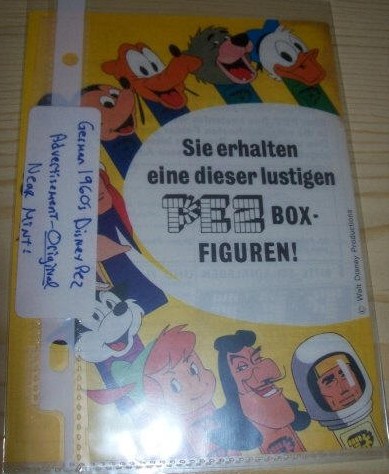 Sie erhalten
eine dieser lustigen
PEZ BOX-
FIGUREN!
© Walt Disney Productions
German 1960s Disney Pez
Advertisement-Original
Near Mint!